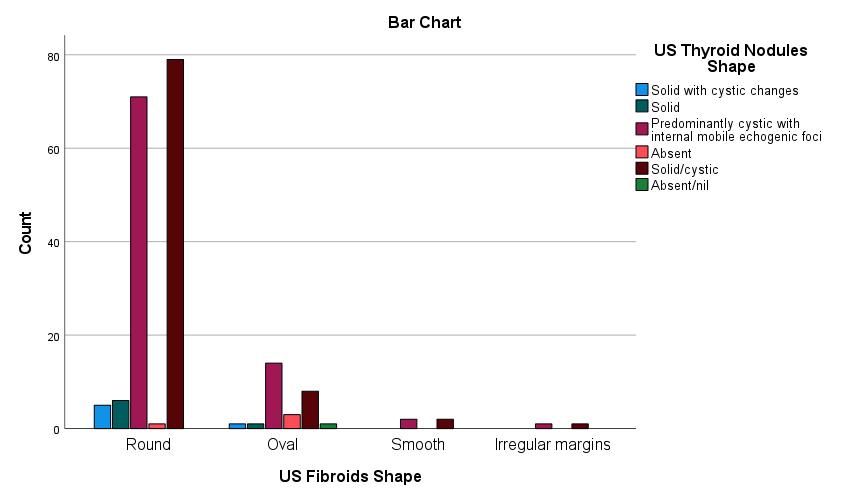 Bar Chart
US Thyroid Nodules
Shape
Solid with cystic changes
Solid
Predominantly cystic with
internal mobile echogenic foci
Absent
Solid/cystic
Absent/nil
Count
80
60
40
20
0
Round
Oval
Smooth
Irregular margins
US Fibroids Shape